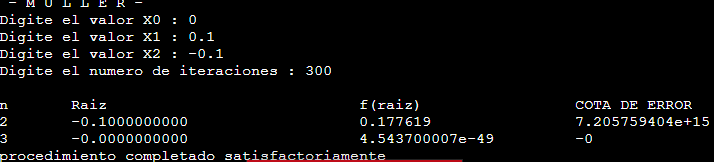 - M U L L E R -
Digite el valor X0 : 0
Digite el valor X1 : 0.1
Digite el valor X2 : -0.1
Digite el numero de iteraciones : 300
n Raiz f(raiz) COTA DE ERROR
2 -0.1000000000 0.177619 7.205759404e+15
3 -0.0000000000 4.543700007e-49 -0
procedimiento completado satisfactoriamente